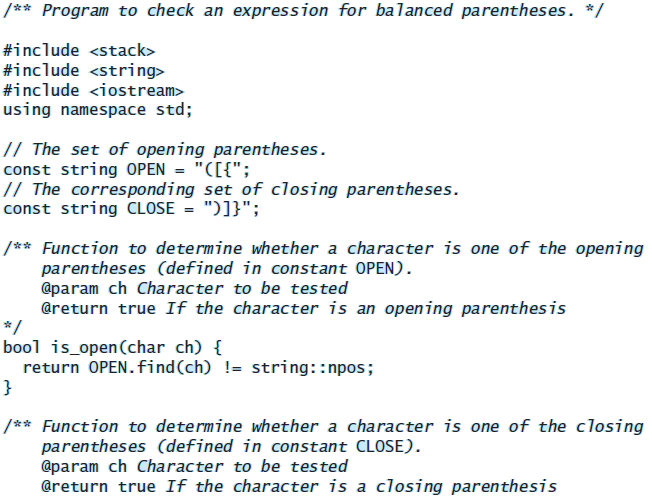 /** Program to check an expression for balanced parentheses. */
#include <stack>
#include <string>
#include <iostream>
using namespace std;
// The set of opening parentheses.
const string OPEN = "([{";
// The corresponding set of closing parentheses.
const string CLOSE = ")]}";
/** Function to determine whether a character is one of the opening
parentheses (defined in constant OPEN).
@param ch Character to be tested
@return true If the character is an opening parenthesis
*/
bool is_open(char ch) {
return OPEN.find(ch) != string::npos;
}
/** Function to determine whether a character is one of the closing
parentheses (defined in constant CLOSE).
@param ch Character to be tested
@return true If the character is a closing parenthesis